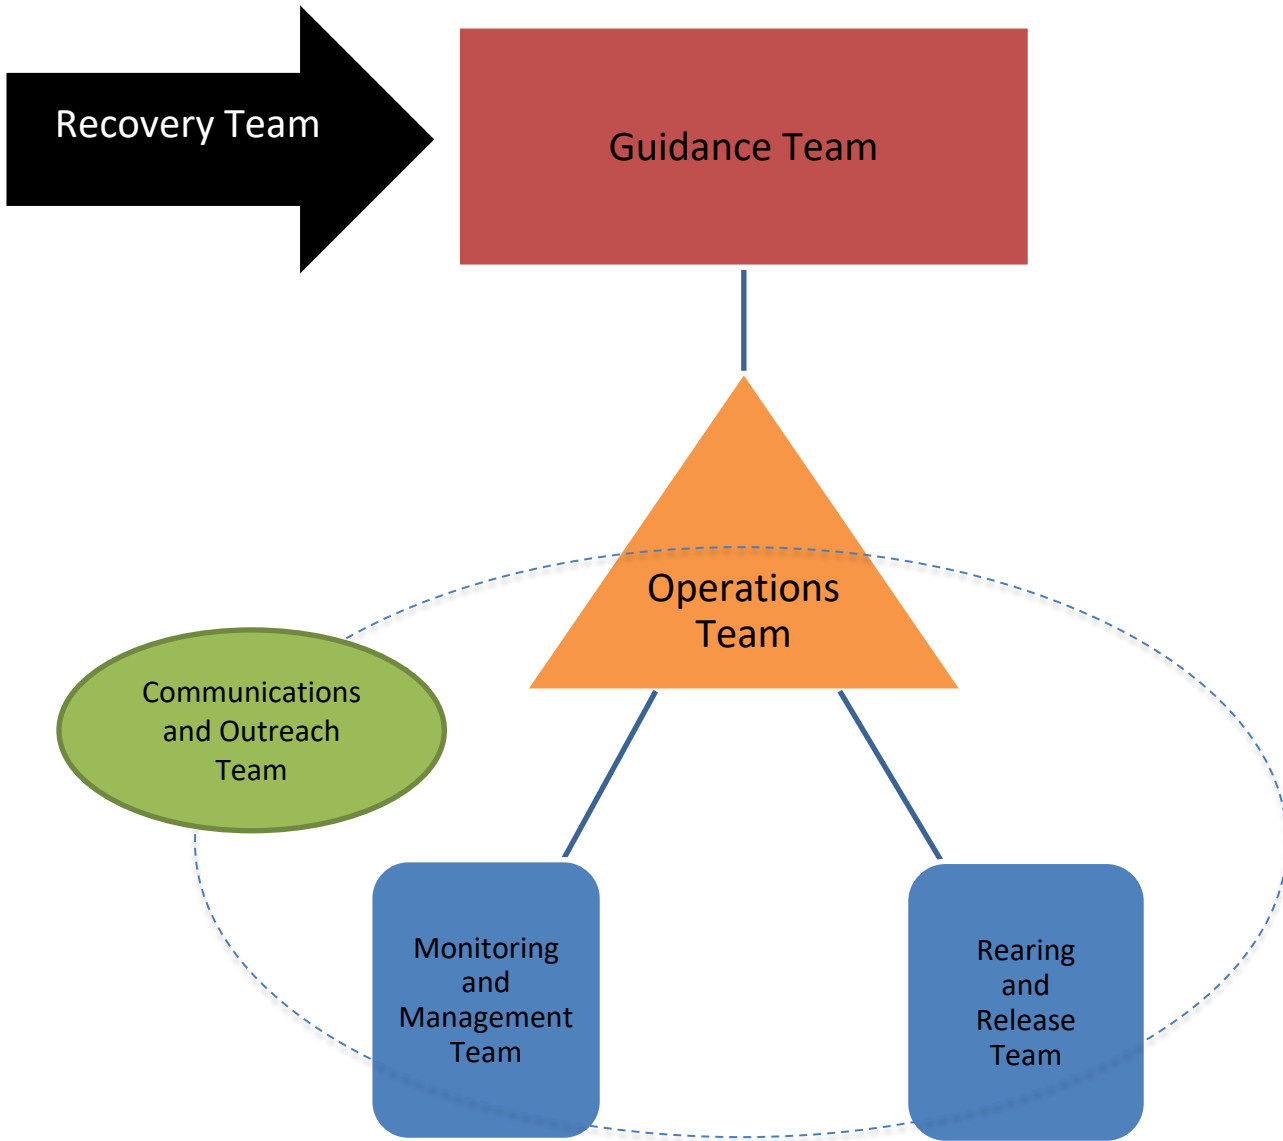 Recovery Team
Guidance Team
Operations
Team
Communications
and Outreach
Team
Monitoring
and
Management
Team
Rearing
and
Release
Team